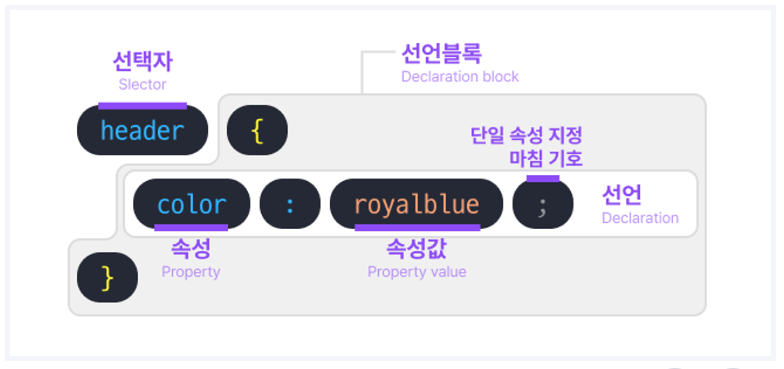 선택자
Slector
header
{
선언블록
Declaration block
단일 속성 지정
마침 기호
color
:
royalblue
;
선언
Declaration
속성
Property
속성값
Property value
}